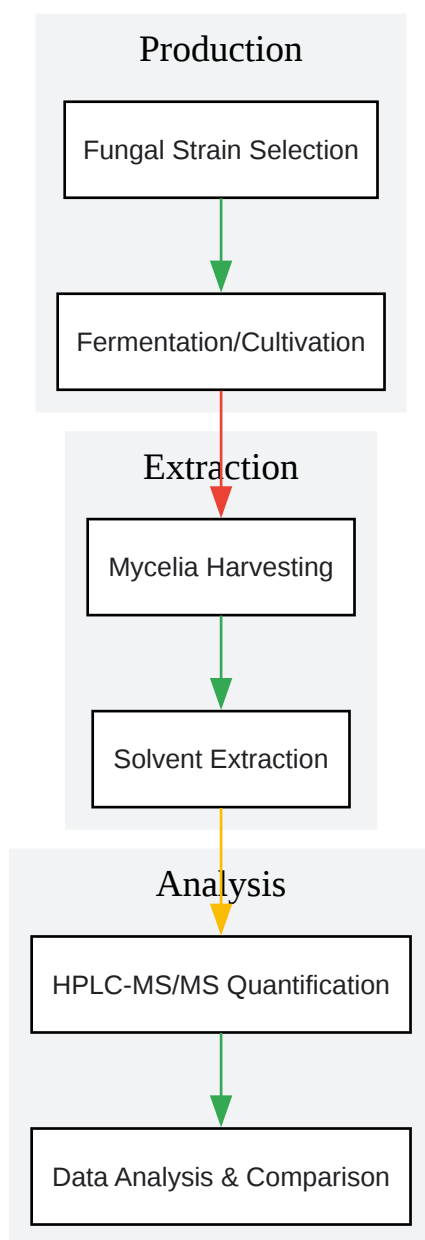 Production
Fungal Strain Selection
Fermentation/Cultivation
Extraction
Mycelia Harvesting
Solvent Extraction
Analysis
HPLC-MS/MS Quantification
Data Analysis & Comparison